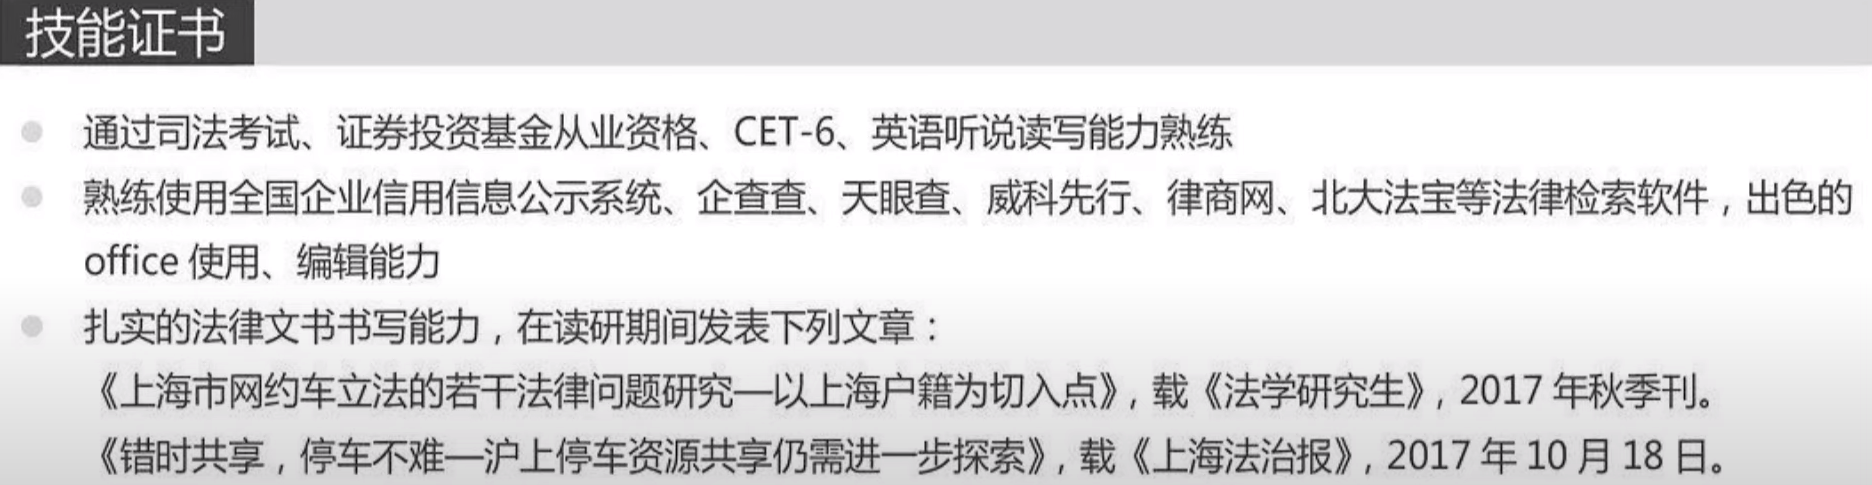 技能证书
通过司法考试、证券投资基金从业资格、CET-6、英语听说读写能力熟练
熟练使用全国企业信用信息公示系统、企查查、天眼查、威科先行、律商网、北大法宝等法律检索软件，出色的
office 使用、编辑能力
扎实的法律文书书写能力，在读研期间发表下列文章：
《上海市网约车立法的若干法律问题研究—以上海户籍为切入点》, 载《法学研究生》, 2017 年秋季刊。
《错时共享，停车不难—沪上停车资源共享仍需进一步探索》, 载《上海法治报》, 2017 年 10 月 18 日。